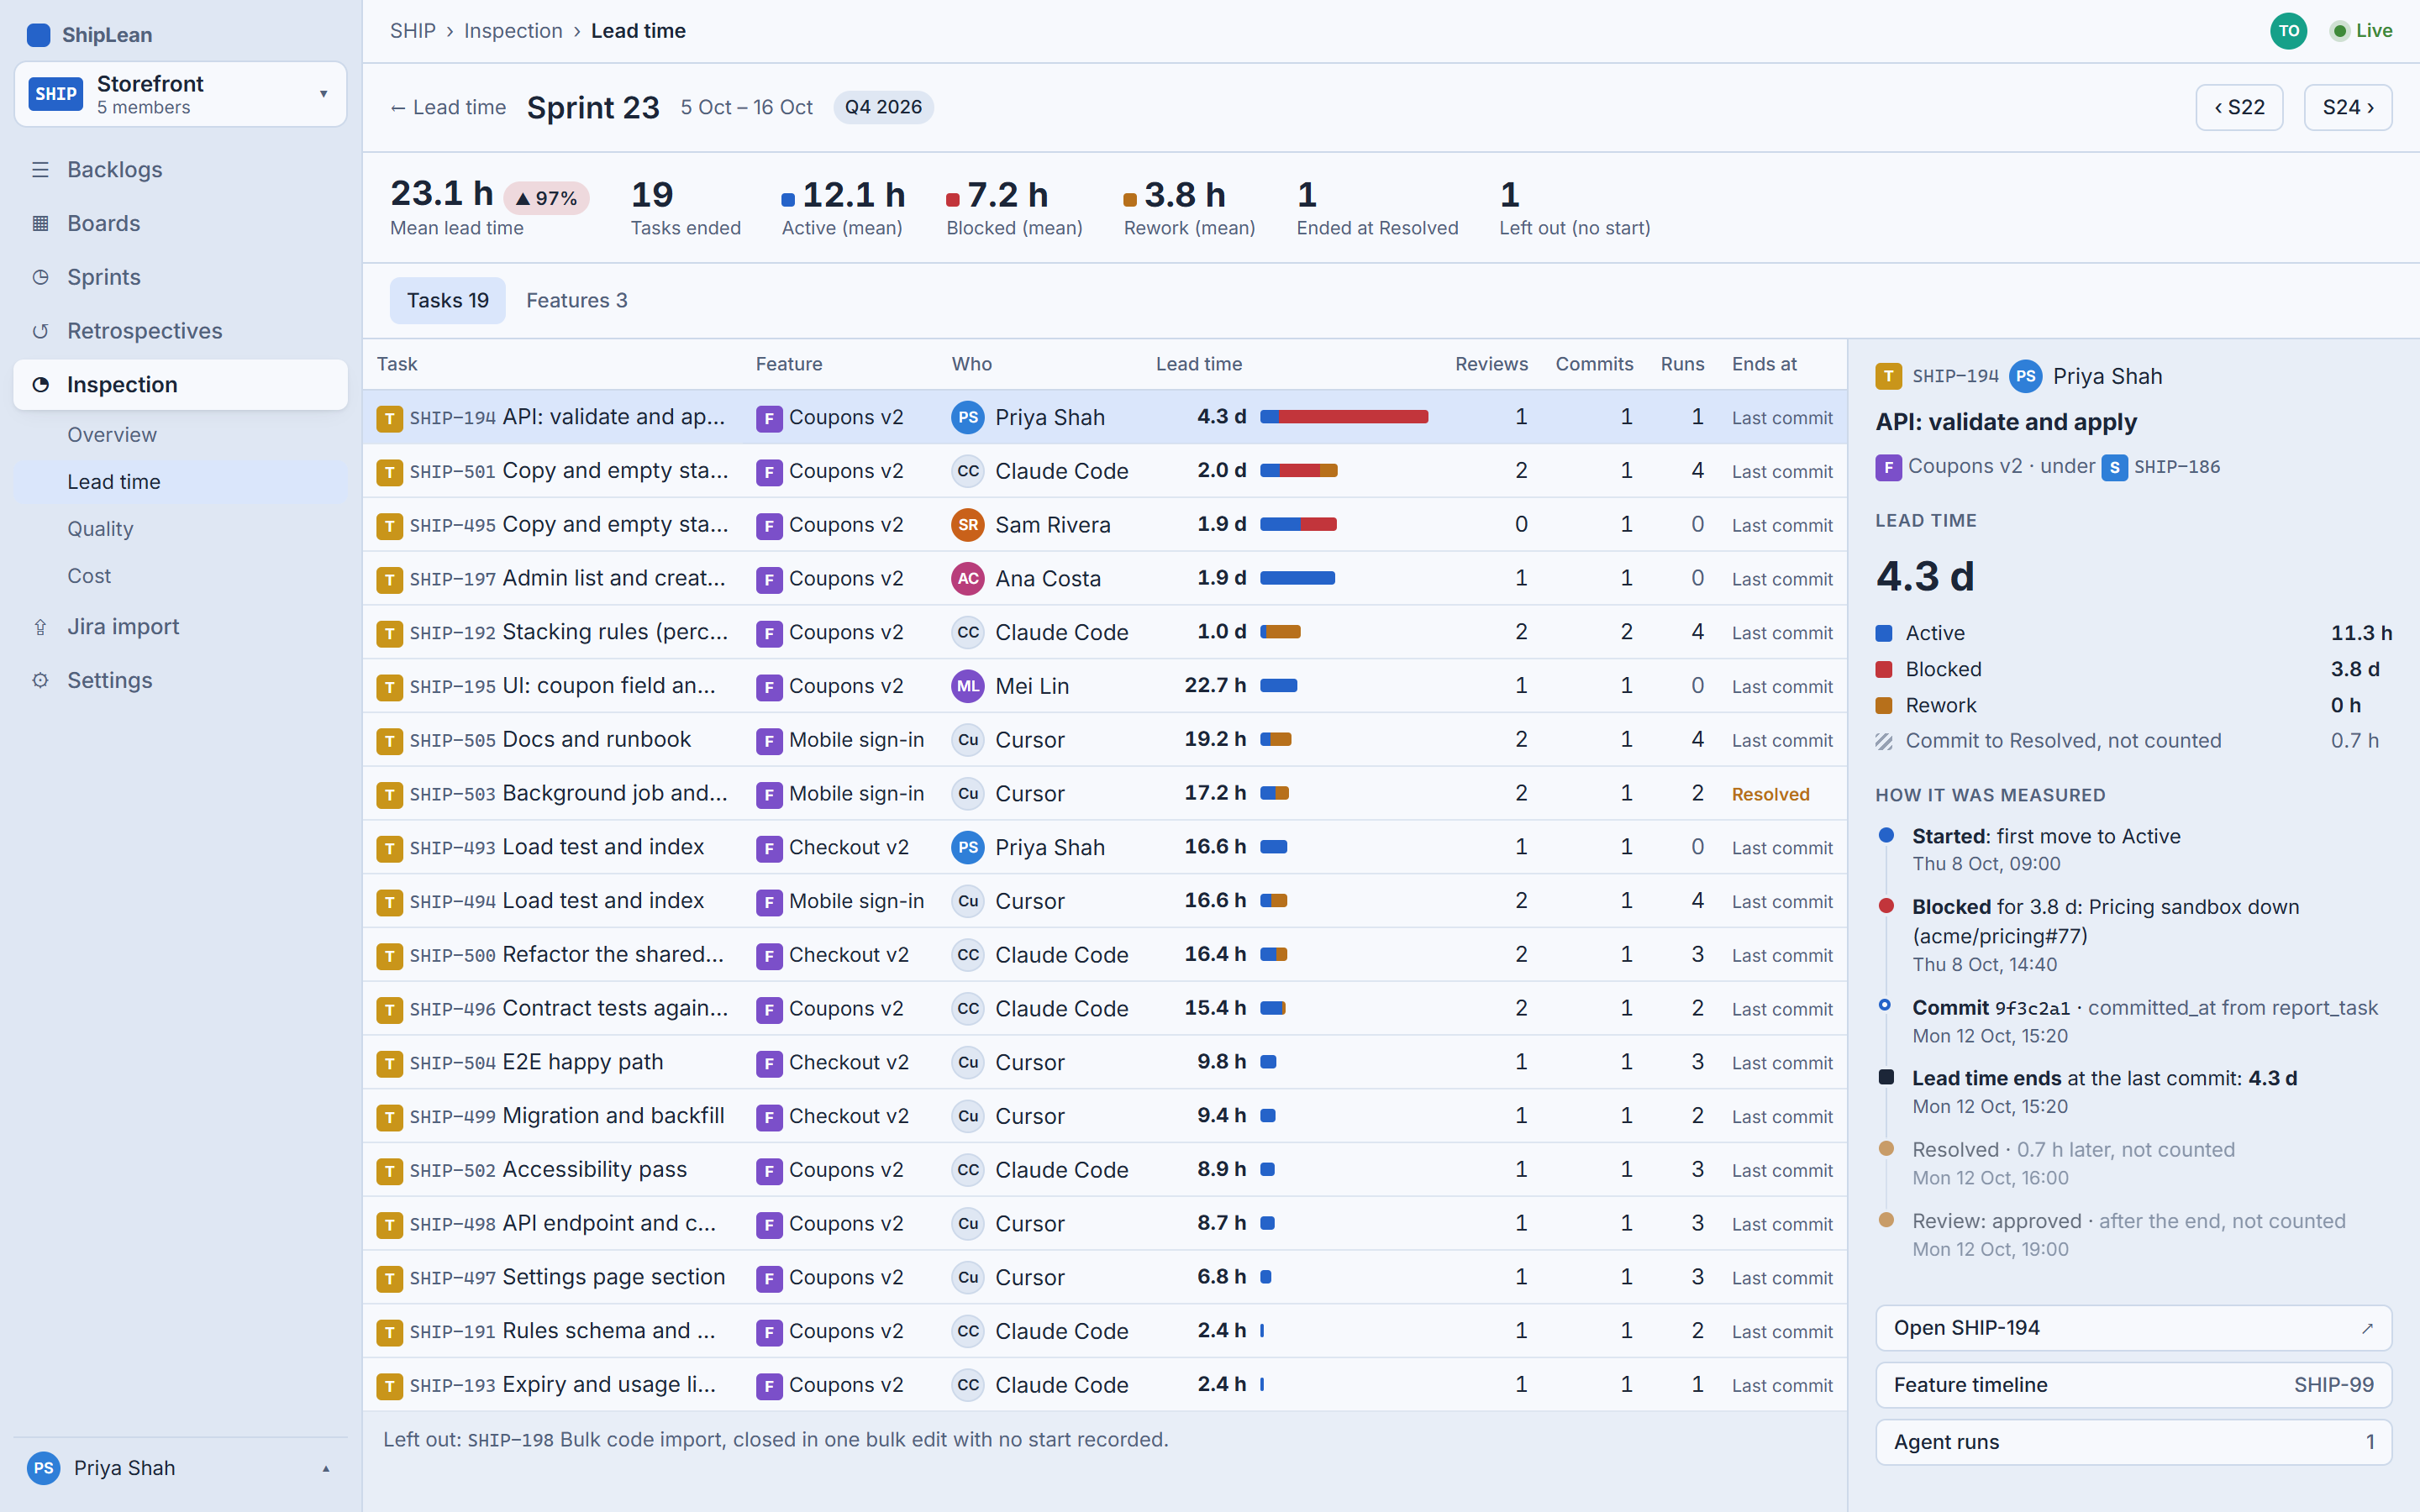 ShipLean
SHIP Storefront
5 members
Backlogs
Boards
Sprints
Retrospectives
Inspection
Overview
Lead time
Quality
Cost
Jira import
Settings
PS Priya Shah
SHIP › Inspection › Lead time
TO Live
← Lead time Sprint 23 5 Oct – 16 Oct Q4 2026
‹ S22 S24 ›
23.1 h ▲ 97%
Mean lead time
19
Tasks ended
12.1 h
Active (mean)
7.2 h
Blocked (mean)
3.8 h
Rework (mean)
1
Ended at Resolved
1
Left out (no start)
Tasks 19 Features 3
Task Feature Who Lead time Reviews Commits Runs Ends at
T SHIP-194 API: validate and ap... F Coupons v2 PS Priya Shah 4.3 d 1 1 1 Last commit
T SHIP-501 Copy and empty sta... F Coupons v2 CC Claude Code 2.0 d 2 1 4 Last commit
T SHIP-495 Copy and empty sta... F Coupons v2 SR Sam Rivera 1.9 d 0 1 0 Last commit
T SHIP-197 Admin list and creat... F Coupons v2 AC Ana Costa 1.9 d 1 1 0 Last commit
T SHIP-192 Stacking rules (perc... F Coupons v2 CC Claude Code 1.0 d 2 2 4 Last commit
T SHIP-195 UI: coupon field an... F Coupons v2 ML Mei Lin 22.7 h 1 1 0 Last commit
T SHIP-505 Docs and runbook F Mobile sign-in Cu Cursor 19.2 h 2 1 4 Last commit
T SHIP-503 Background job and... F Mobile sign-in Cu Cursor 17.2 h 2 1 2 Resolved
T SHIP-493 Load test and index F Checkout v2 PS Priya Shah 16.6 h 1 1 0 Last commit
T SHIP-494 Load test and index F Mobile sign-in Cu Cursor 16.6 h 2 1 4 Last commit
T SHIP-500 Refactor the shared... F Checkout v2 CC Claude Code 16.4 h 2 1 3 Last commit
T SHIP-496 Contract tests again... F Coupons v2 CC Claude Code 15.4 h 2 1 2 Last commit
T SHIP-504 E2E happy path F Checkout v2 Cu Cursor 9.8 h 1 1 3 Last commit
T SHIP-499 Migration and backfill F Checkout v2 Cu Cursor 9.4 h 1 1 2 Last commit
T SHIP-502 Accessibility pass F Coupons v2 CC Claude Code 8.9 h 1 1 3 Last commit
T SHIP-498 API endpoint and c... F Coupons v2 Cu Cursor 8.7 h 1 1 3 Last commit
T SHIP-497 Settings page section F Coupons v2 Cu Cursor 6.8 h 1 1 3 Last commit
T SHIP-191 Rules schema and ... F Coupons v2 CC Claude Code 2.4 h 1 1 2 Last commit
T SHIP-193 Expiry and usage li... F Coupons v2 CC Claude Code 2.4 h 1 1 1 Last commit
Left out: SHIP-198 Bulk code import, closed in one bulk edit with no start recorded.
T SHIP-194 PS Priya Shah
API: validate and apply
F Coupons v2 · under S SHIP-186
LEAD TIME
4.3 d
Active 11.3 h
Blocked 3.8 d
Rework 0 h
Commit to Resolved, not counted 0.7 h
HOW IT WAS MEASURED
Started: first move to Active
Thu 8 Oct, 09:00
Blocked for 3.8 d: Pricing sandbox down
(acme/pricing#77)
Thu 8 Oct, 14:40
Commit 9f3c2a1 · committed_at from report_task
Mon 12 Oct, 15:20
Lead time ends at the last commit: 4.3 d
Mon 12 Oct, 15:20
Resolved · 0.7 h later, not counted
Mon 12 Oct, 16:00
Review: approved · after the end, not counted
Mon 12 Oct, 19:00
Open SHIP-194 ↗
Feature timeline SHIP-99
Agent runs 1